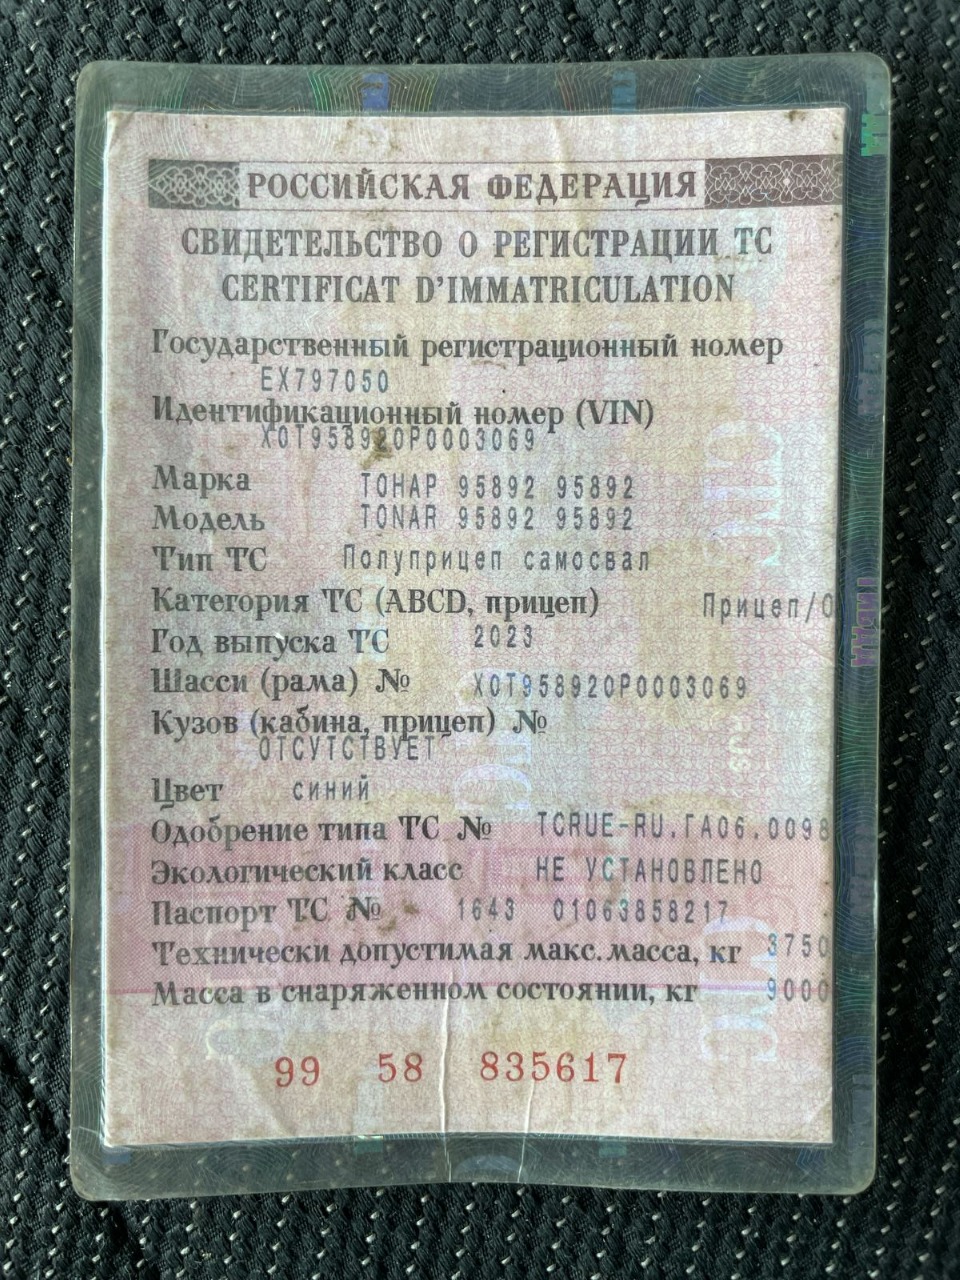 РОССИЙСКАЯ ФЕДЕРАЦИЯ
СВИДЕТЕЛЬСТВО О РЕГИСТРАЦИИ ТС
CERTIFICAT D'IMMATRICULATION
Государственный регистрационный номер
ЕХ797050
Идентификационный номер (VIN)
X0T958920P0003069
Марка ТОНАР 95892 95892
Модель TONAR 95892 95892
Тип ТС Полуприцеп самосвал
Категория ТС (ABCD, прицеп) Прицеп/О
Год выпуска ТС 2023
Шасси (рама) № X0T958920P0003069
Кузов (кабина, прицеп) №
ОТСУТСТВУЕТ
Цвет синий
Одобрение типа ТС № ТCRUE-RU.ГА06.0098
Экологический класс НЕ УСТАНОВЛЕНО
Паспорт ТС № 1643 01063858217
Технически допустимая макс. масса, кг 3750
Масса в снаряженном состоянии, кг 9000
99 58 835617